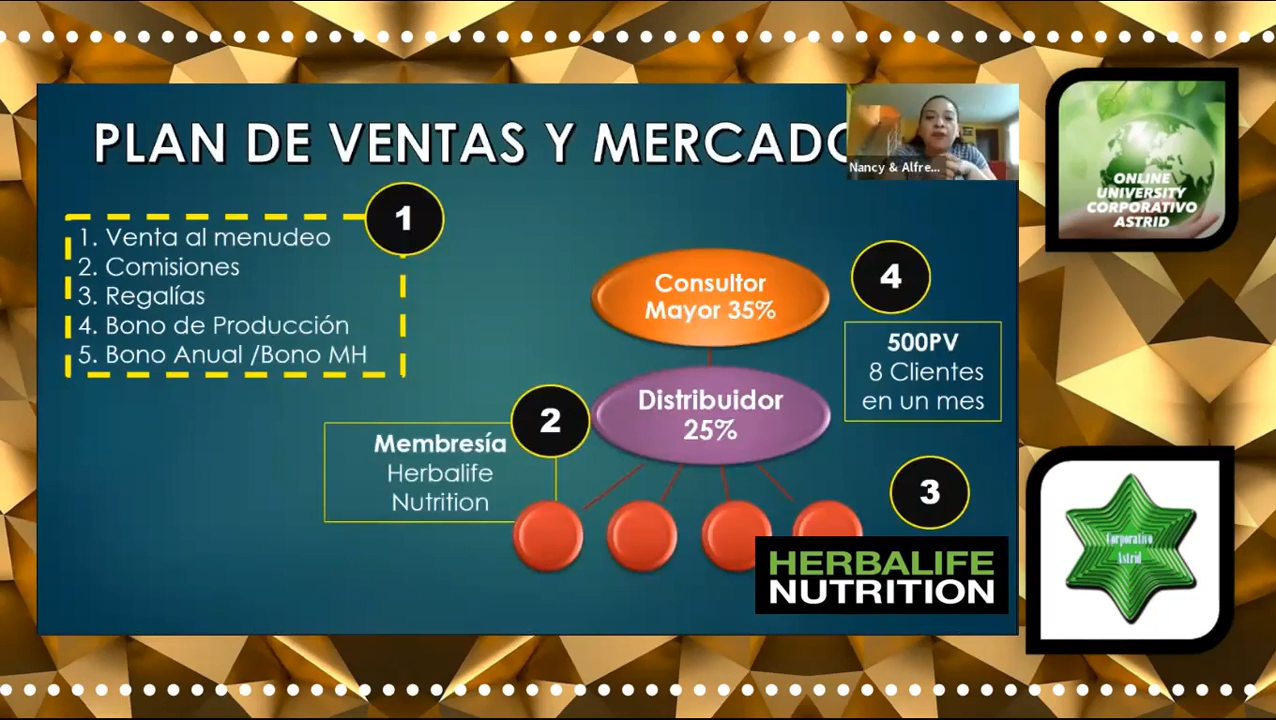 PLAN DE VENTAS Y MERCADO
Nancy & Alfre...
ONLINE
UNIVERSITY
CORPORATIVO
ASTRID
1
1. Venta al menudeo
2. Comisiones
3. Regalías
4. Bono de Producción
5. Bono Anual /Bono MH
Consultor
Mayor 35%
4
500PV
8 Clientes
en un mes
Distribuidor
25%
2
Membresía
Herbalife
Nutrition
3
HERBALIFE
NUTRITION
Corporativo
Astrid